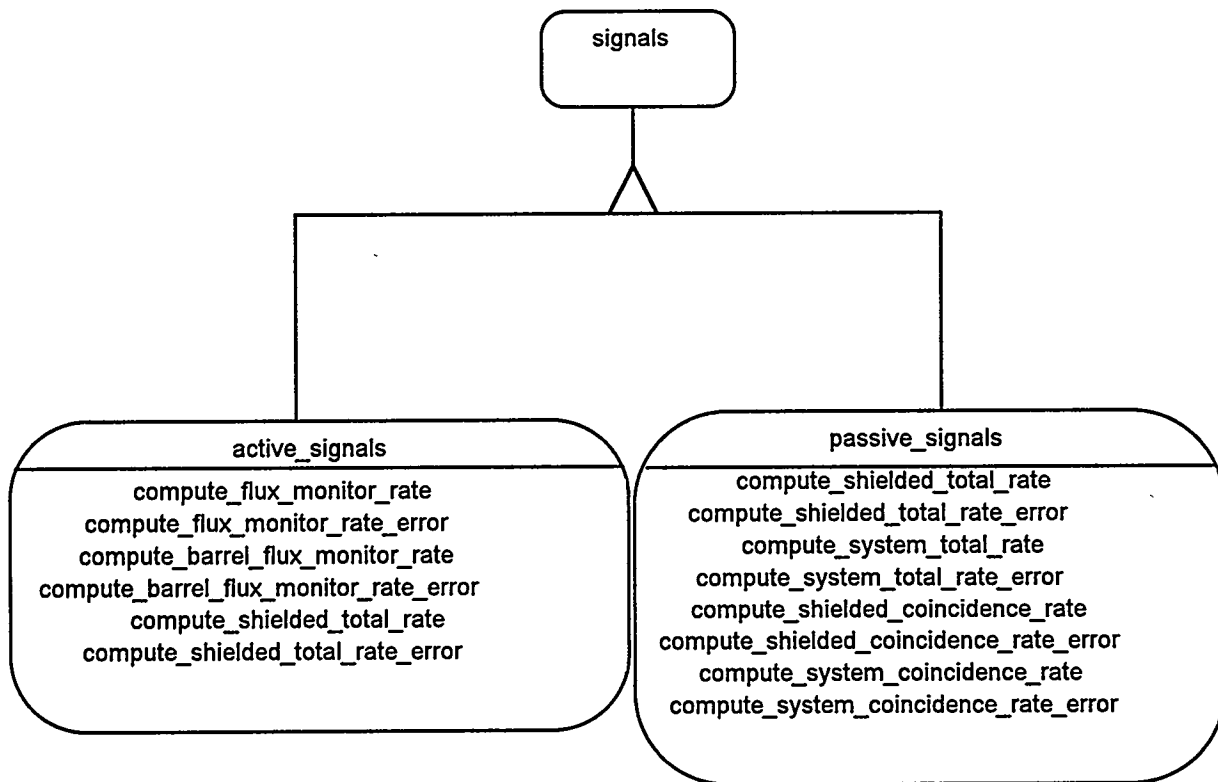 signals
active_signals
compute_flux_monitor_rate
compute_flux_monitor_rate_error
compute_barrel_flux_monitor_rate
compute_barrel_flux_monitor_rate_error
compute_shielded_total_rate
compute_shielded_total_rate_error
passive_signals
compute_shielded_total_rate
compute_shielded_total_rate_error
compute_system_total_rate
compute_system_total_rate_error
compute_shielded_coincidence_rate
compute_shielded_coincidence_rate_error
compute_system_coincidence_rate
compute_system_coincidence_rate_error